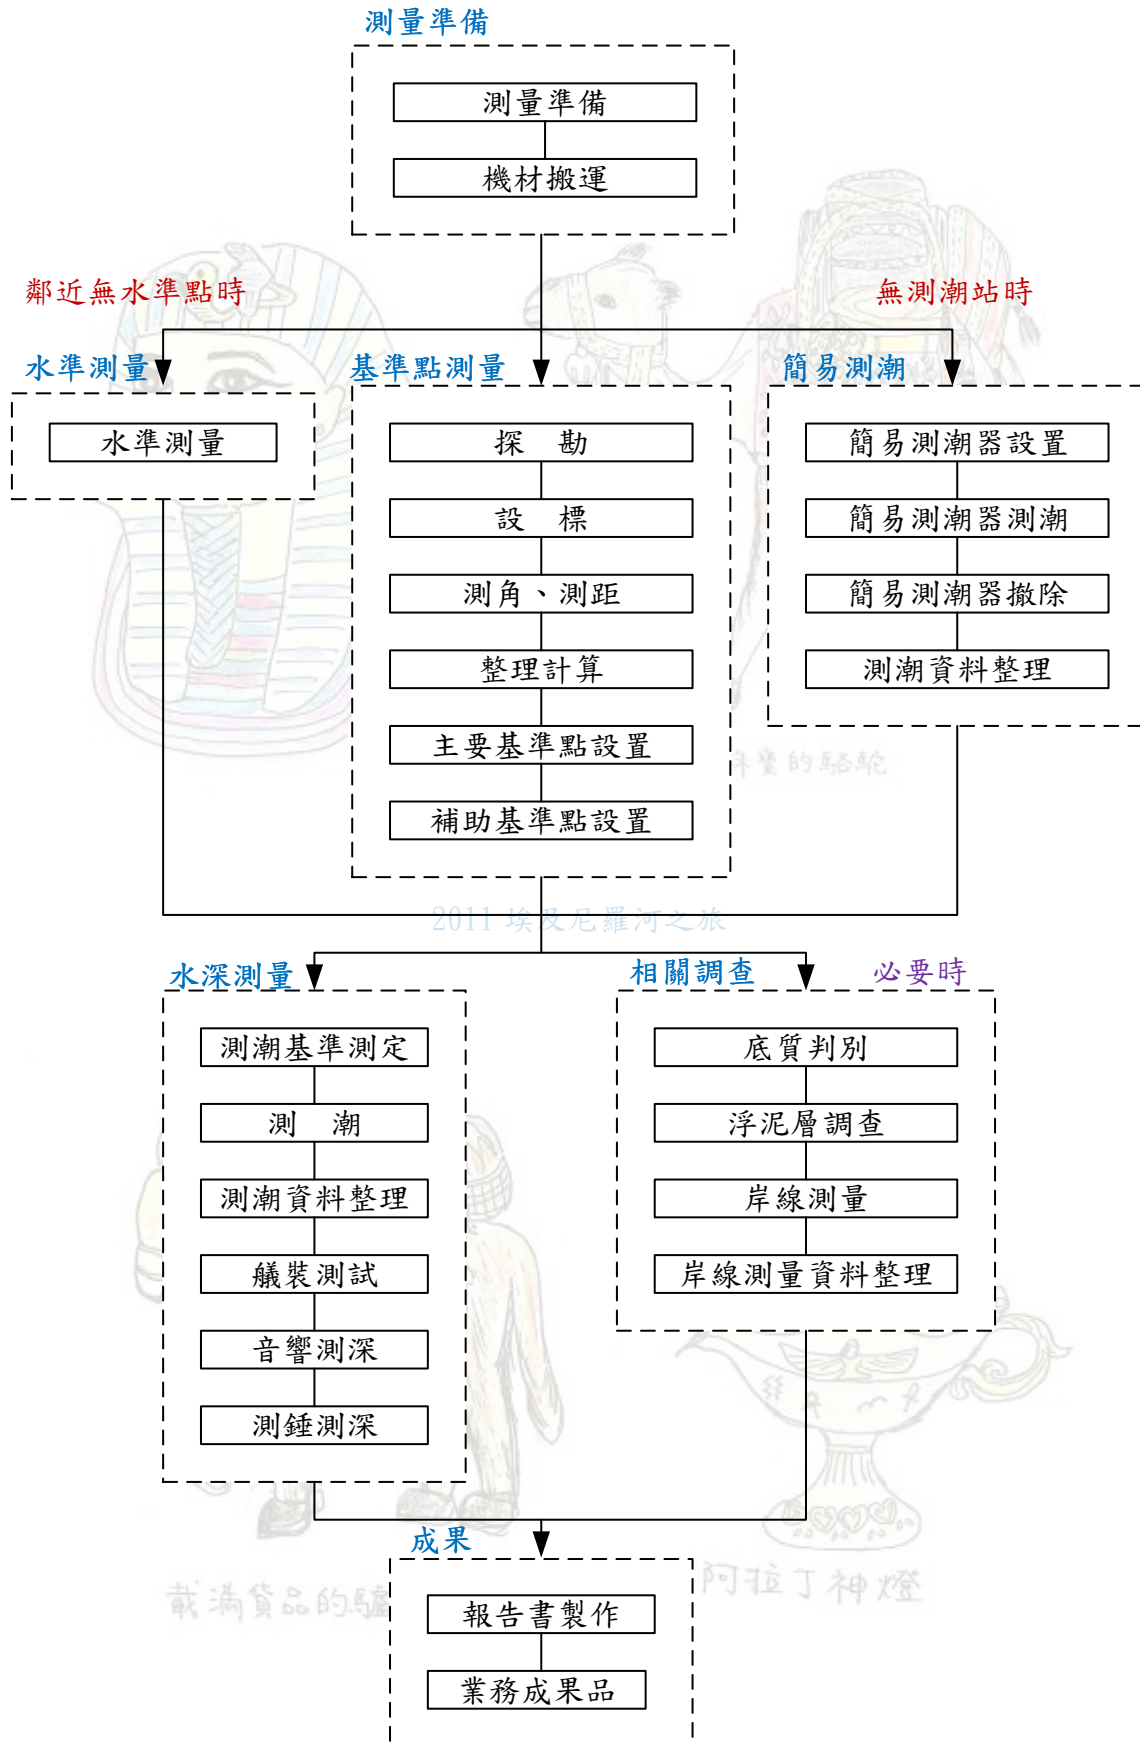 測量準備
測量準備
機材搬運
鄰近無水準點時
無測潮站時
水準測量
基準點測量
簡易測潮
水準測量
探　勘
設　標
測角、測距
整理計算
主要基準點設置
補助基準點設置
簡易測潮器設置
簡易測潮器測潮
簡易測潮器撤除
測潮資料整理
的駱駝
2011 埃及尼羅河之旅
水深測量
相關調查
必要時
測潮基準測定
測　潮
測潮資料整理
艤裝測試
音響測深
測錘測深
底質判別
浮泥層調查
岸線測量
岸線測量資料整理
成果
載滿貨品的驢
阿拉丁神燈
報告書製作
業務成果品